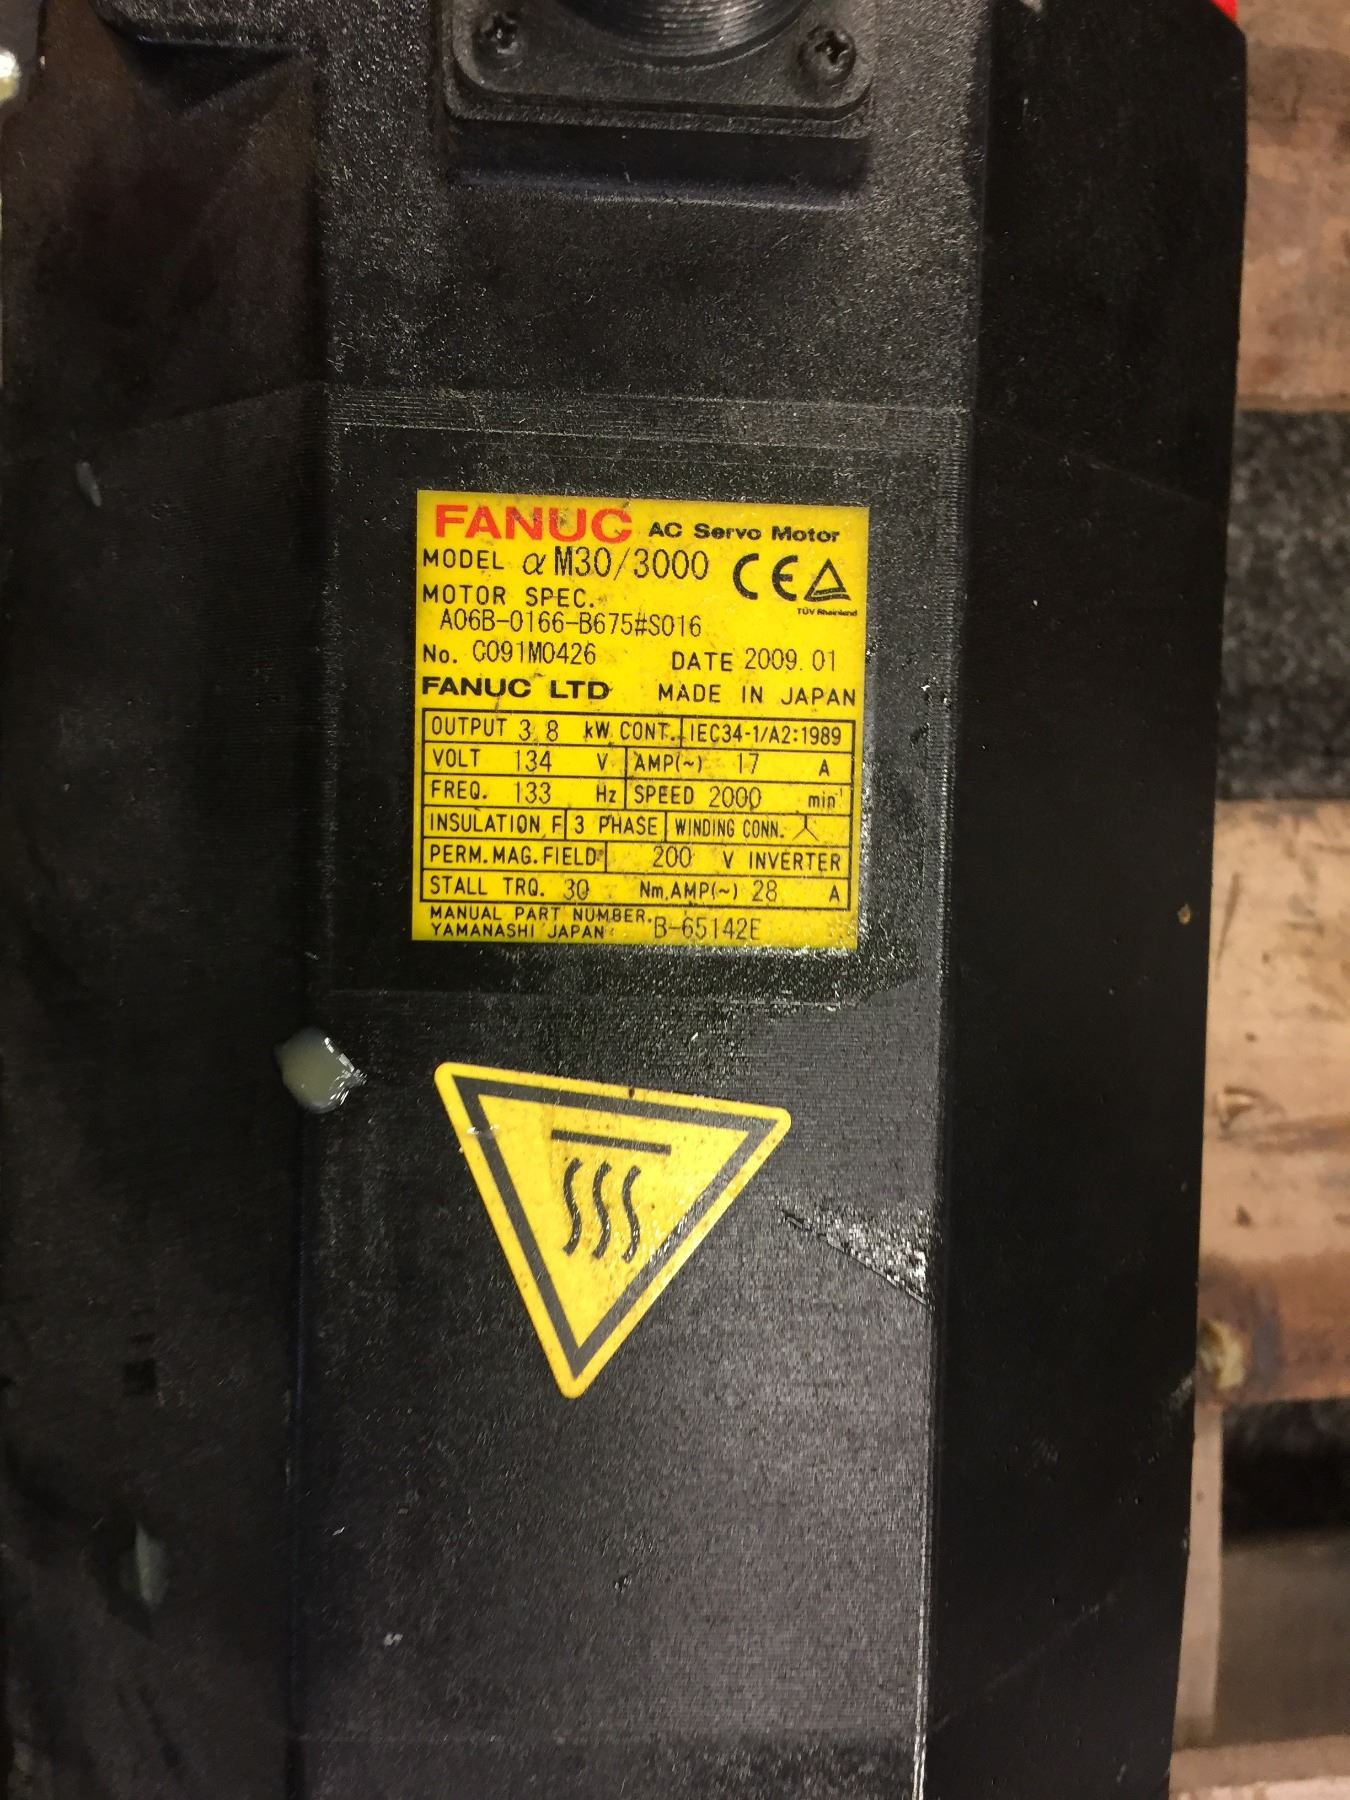 FANUC AC Servo Motor
MODEL α M30/3000 CE
TÜV Rheinland
MOTOR SPEC.
A06B-0166-B675#S016
No. C091M0426 DATE 2009.01
FANUC LTD MADE IN JAPAN
OUTPUT 3.8 kW CONT. IEC34-1/A2:1989
VOLT 134 V AMP(~) 17 A
FREQ. 133 Hz SPEED 2000 min⁻¹
INSULATION F 3 PHASE WINDING CONN.
PERM.MAG.FIELD 200 V INVERTER
STALL TRQ. 30 Nm,AMP(~) 28 A
MANUAL PART NUMBER. B-65142E
YAMANASHI JAPAN